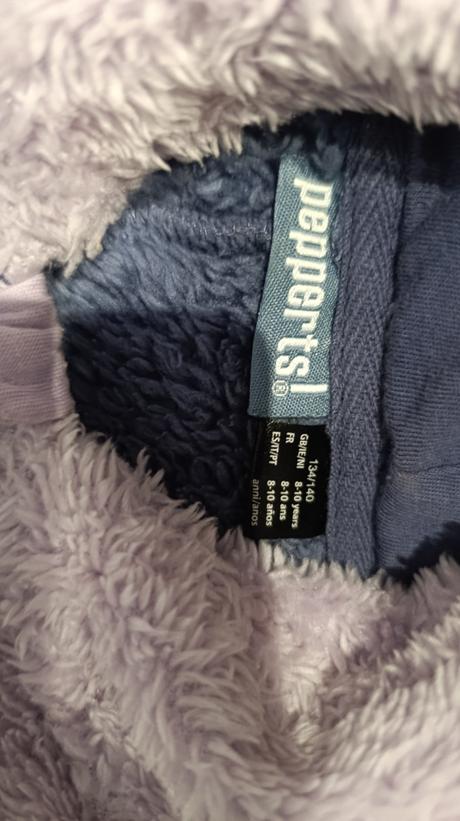 pepperts!®
134/140
GB/IE/NI 8-10 years
FR 8-10 ans
ES/IT/PT 8-10 años
anni/anos